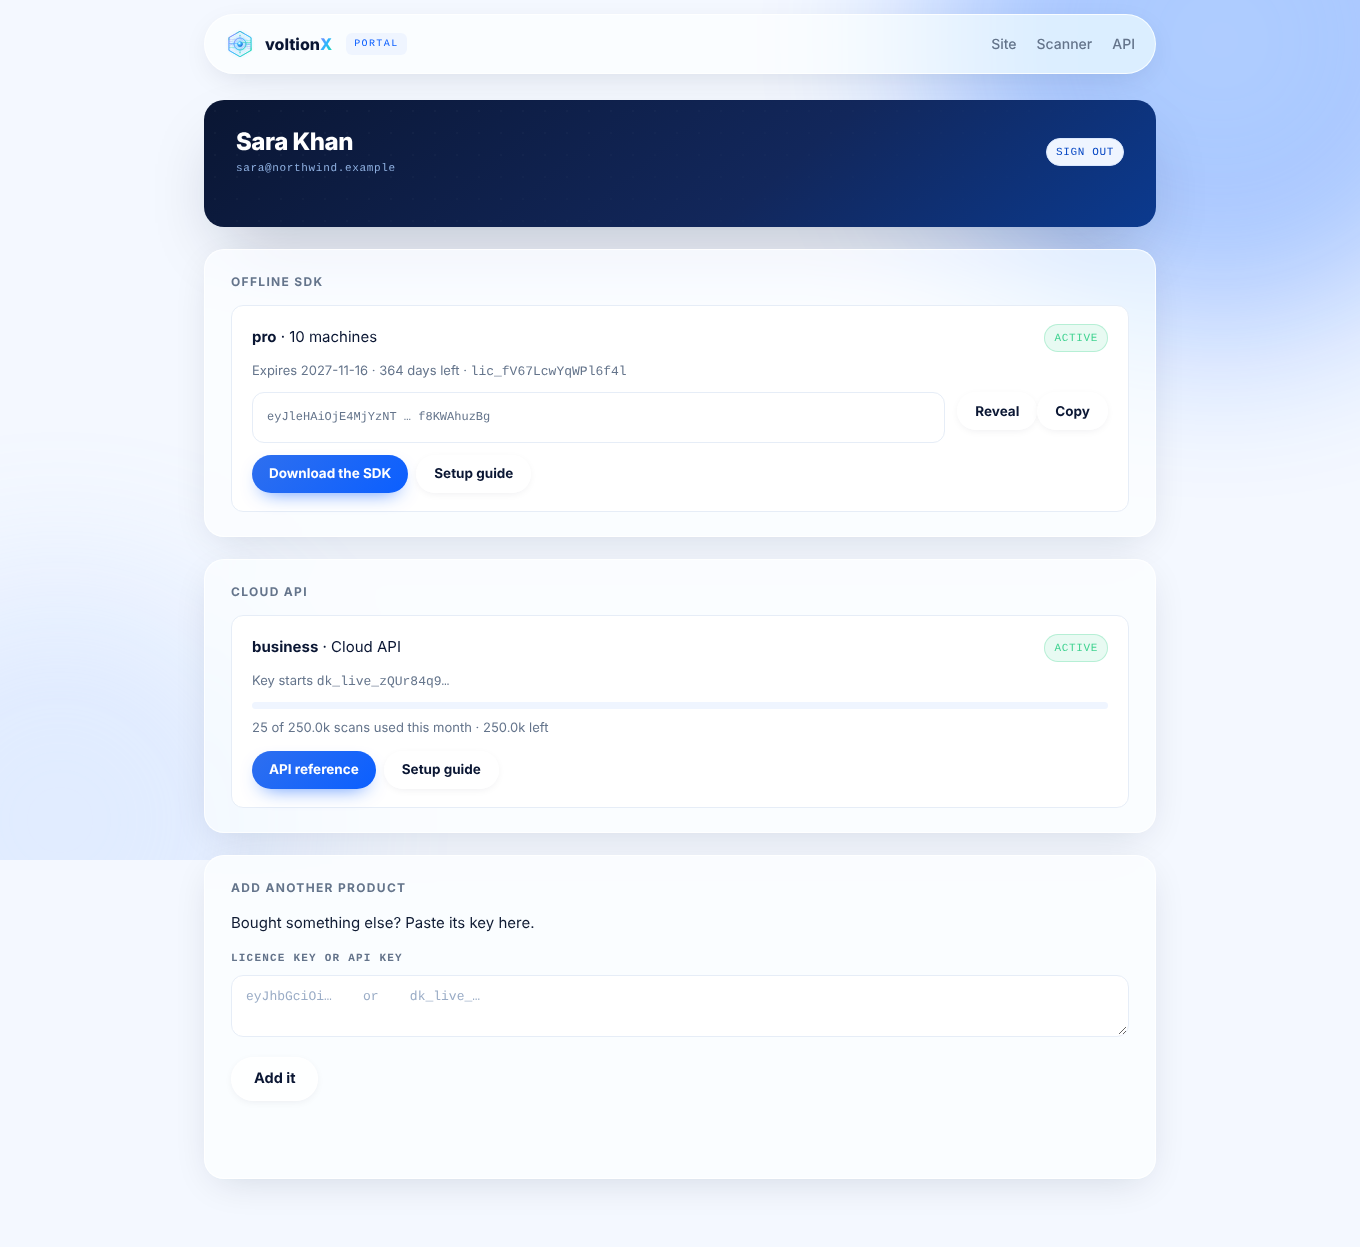 voltionX PORTAL Site Scanner API
Sara Khan
sara@northwind.example
SIGN OUT
OFFLINE SDK
pro · 10 machines
ACTIVE
Expires 2027-11-16 · 364 days left · lic_fV67LcwYqWPl6f4l
eyJleHAiOjE4MjYzNT … f8KWAhuzBg
Reveal Copy
Download the SDK Setup guide
CLOUD API
business · Cloud API
ACTIVE
Key starts dk_live_zQUr84q9…
25 of 250.0k scans used this month · 250.0k left
API reference Setup guide
ADD ANOTHER PRODUCT
Bought something else? Paste its key here.
LICENCE KEY OR API KEY
eyJhbGciOi… or dk_live_…
Add it